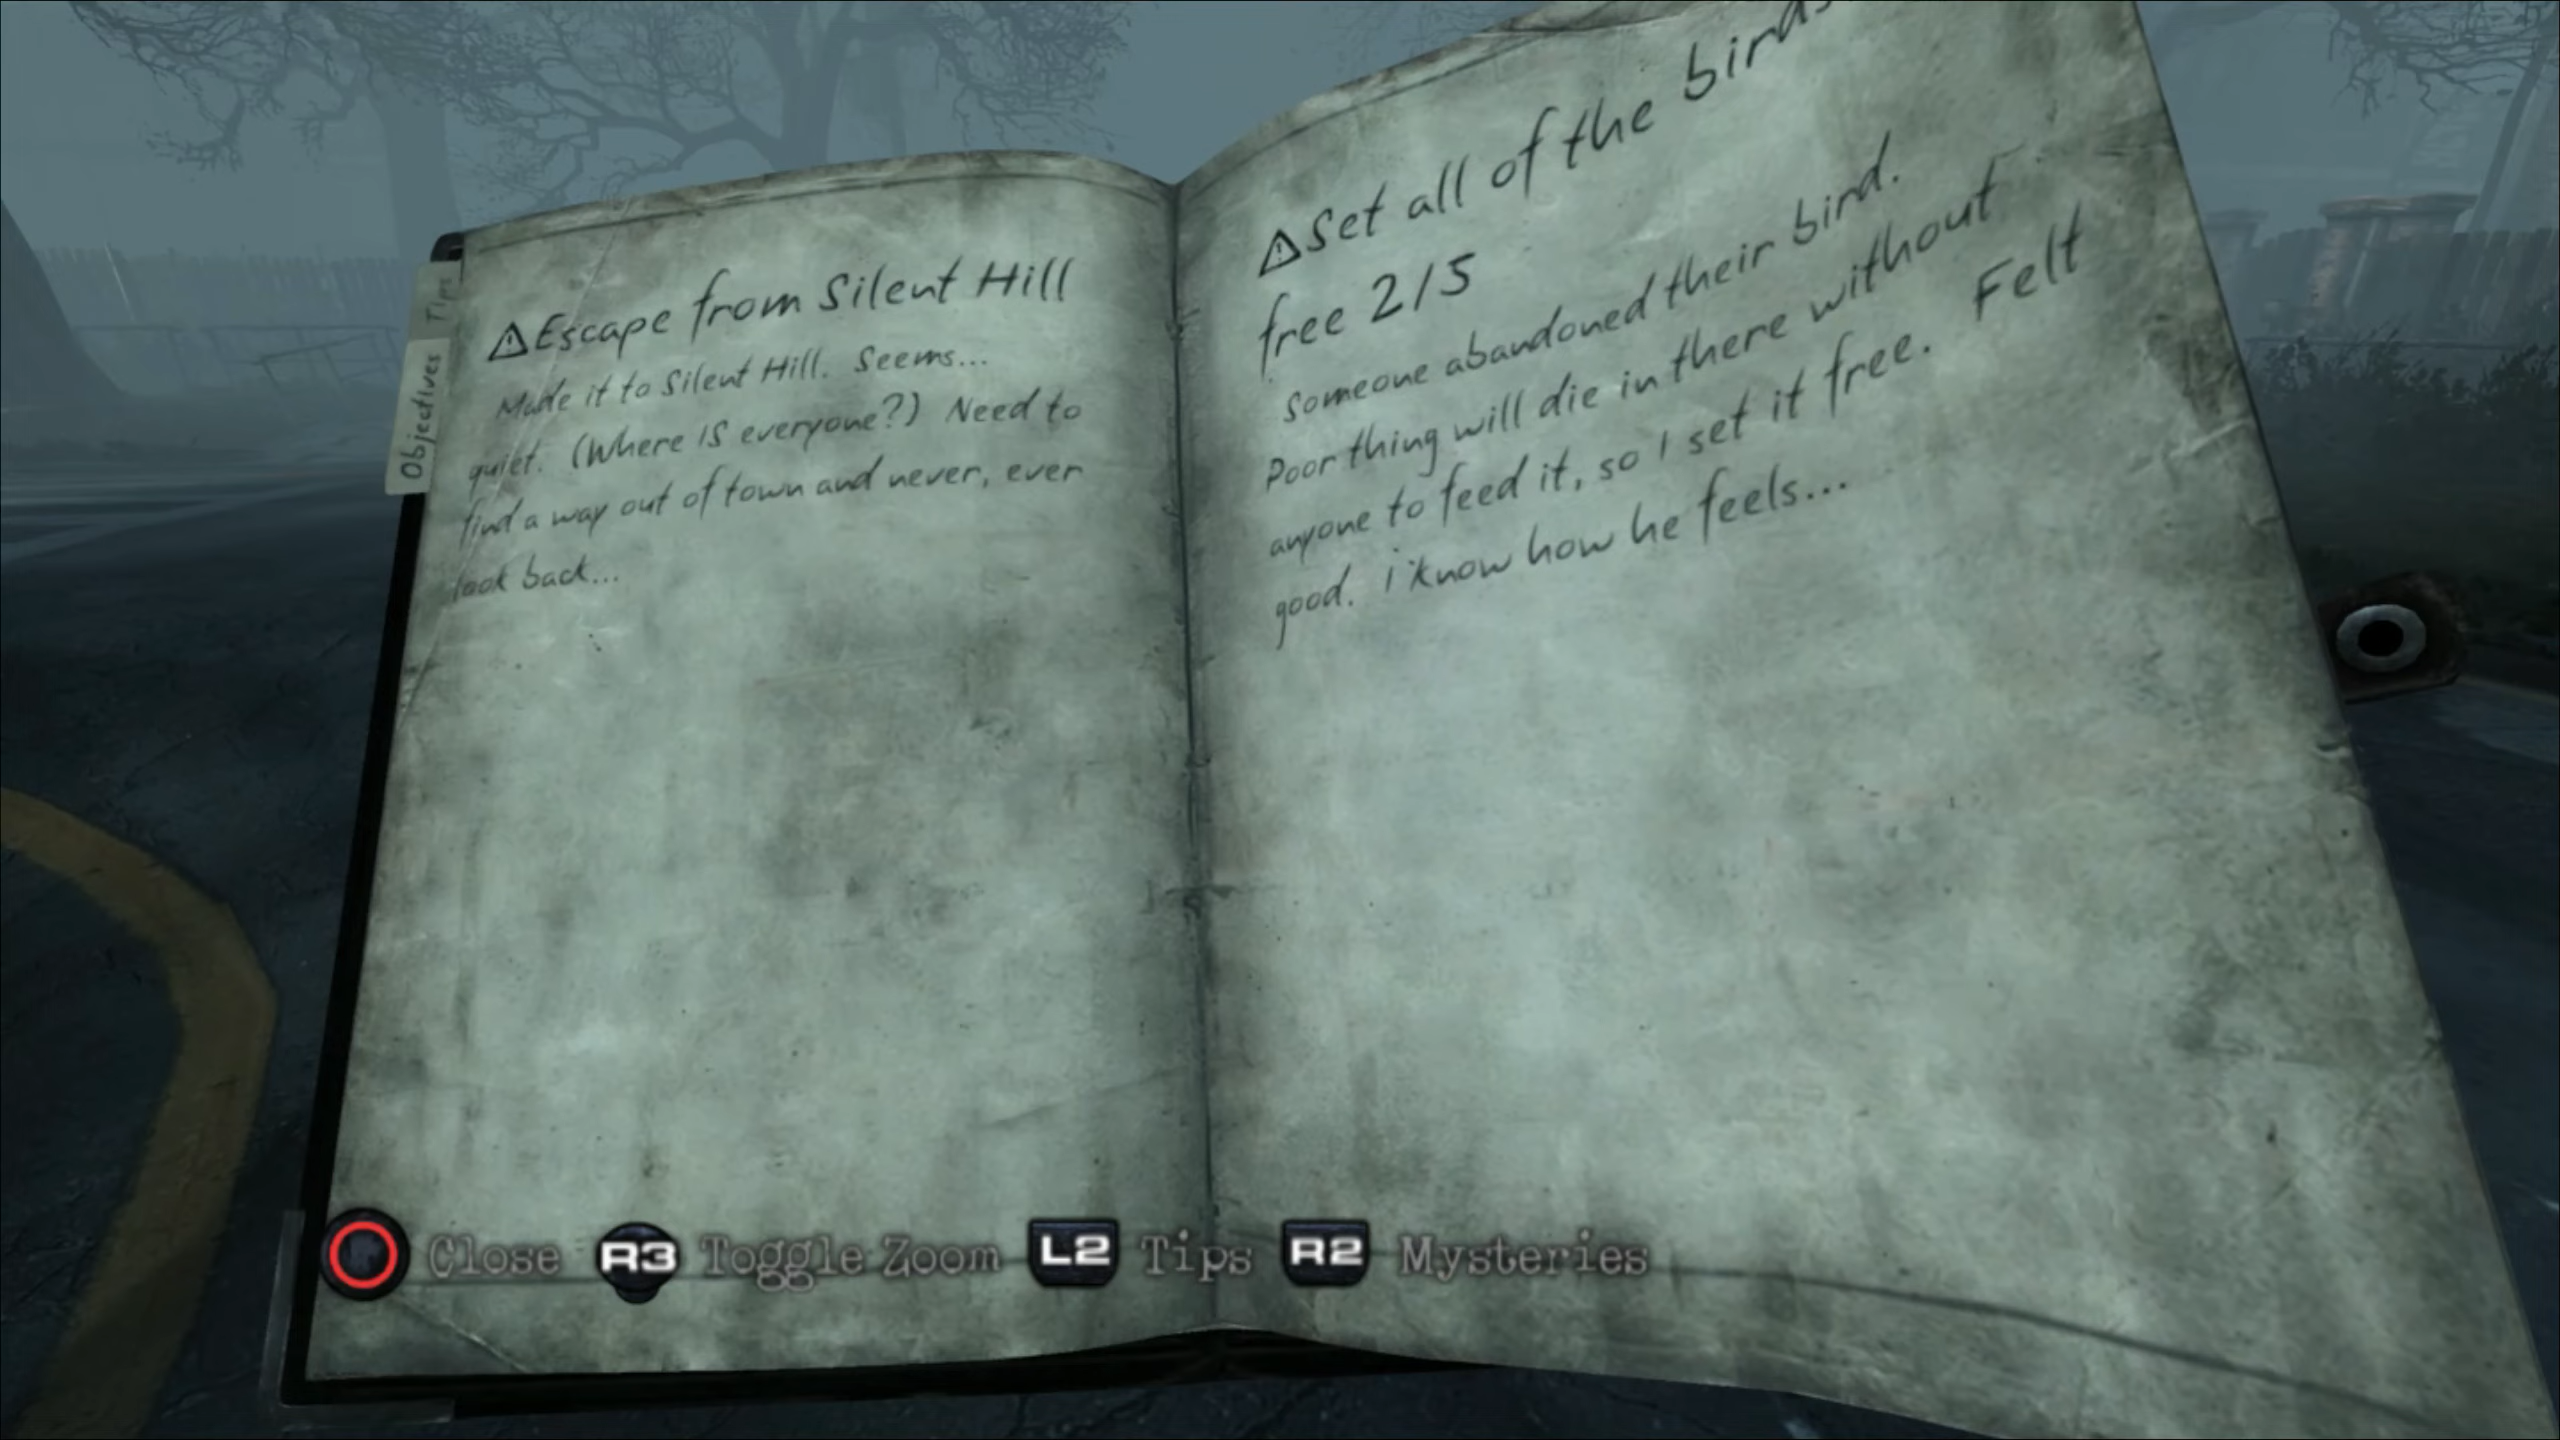 Tips
Objectives
⚠Escape from Silent Hill
Made it to Silent Hill. Seems...
quiet. (Where is everyone?) Need to
find a way out of town and never, ever
look back...
⚠Set all of the birds
free 2/5
Someone abandoned their bird.
Poor thing will die in there without
anyone to feed it, so I set it free. Felt
good. I know how he feels...
Close R3 Toggle Zoom L2 Tips R2 Mysteries